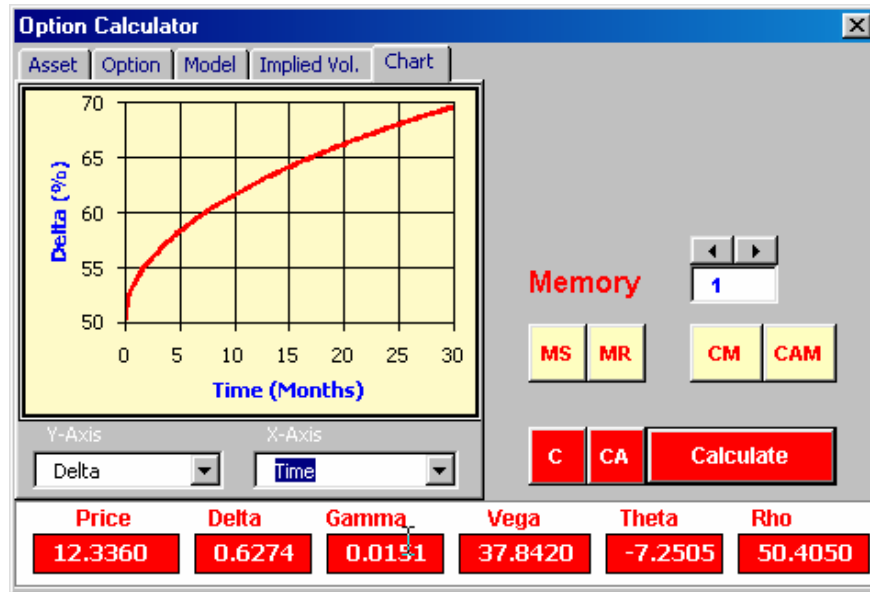 Option Calculator
Asset Option Model Implied Vol. Chart
70
65
60
55
50
Delta (%)
0 5 10 15 20 25 30
Time (Months)
Y-Axis X-Axis
Delta Time
Memory
1
MS MR CM CAM
C CA Calculate
Price Delta Gamma Vega Theta Rho
12.3360 0.6274 0.0151 37.8420 -7.2505 50.4050